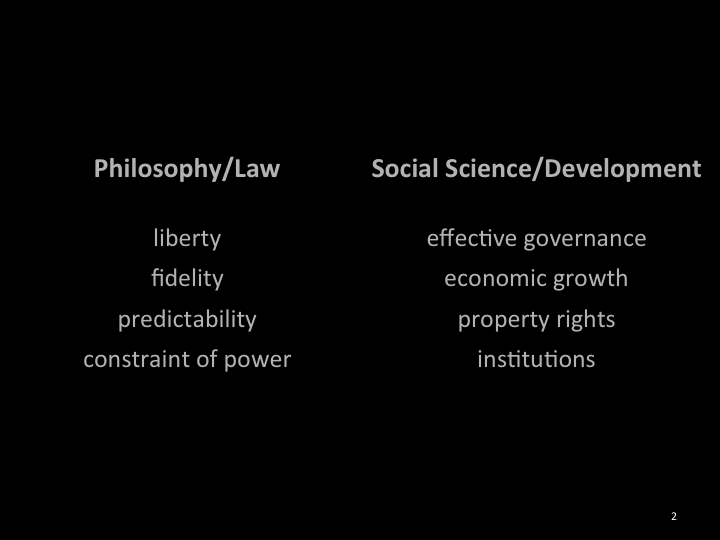 Philosophy/Law
liberty
fidelity
predictability
constraint of power
Social Science/Development
effective governance
economic growth
property rights
institutions
2